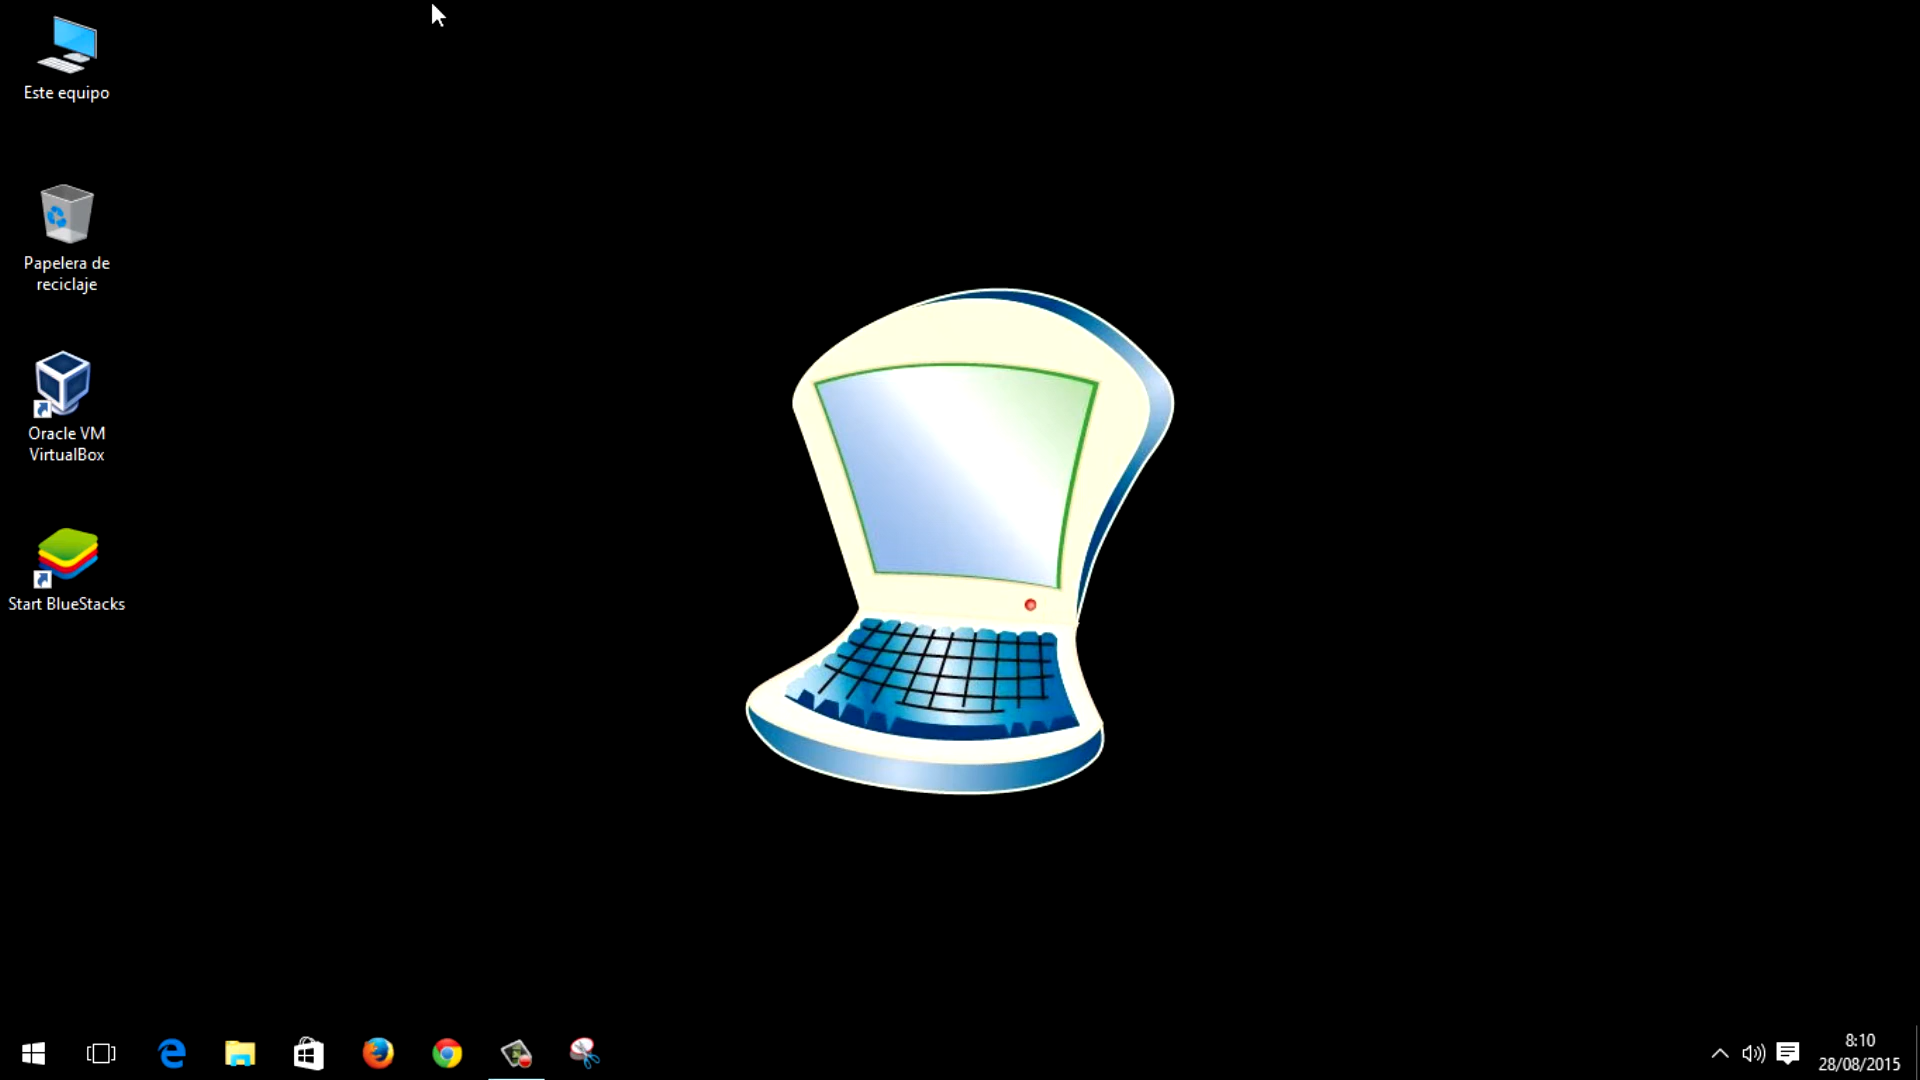 Este equipo
Papelera de
reciclaje
Oracle VM
VirtualBox
Start BlueStacks
8:10
28/08/2015